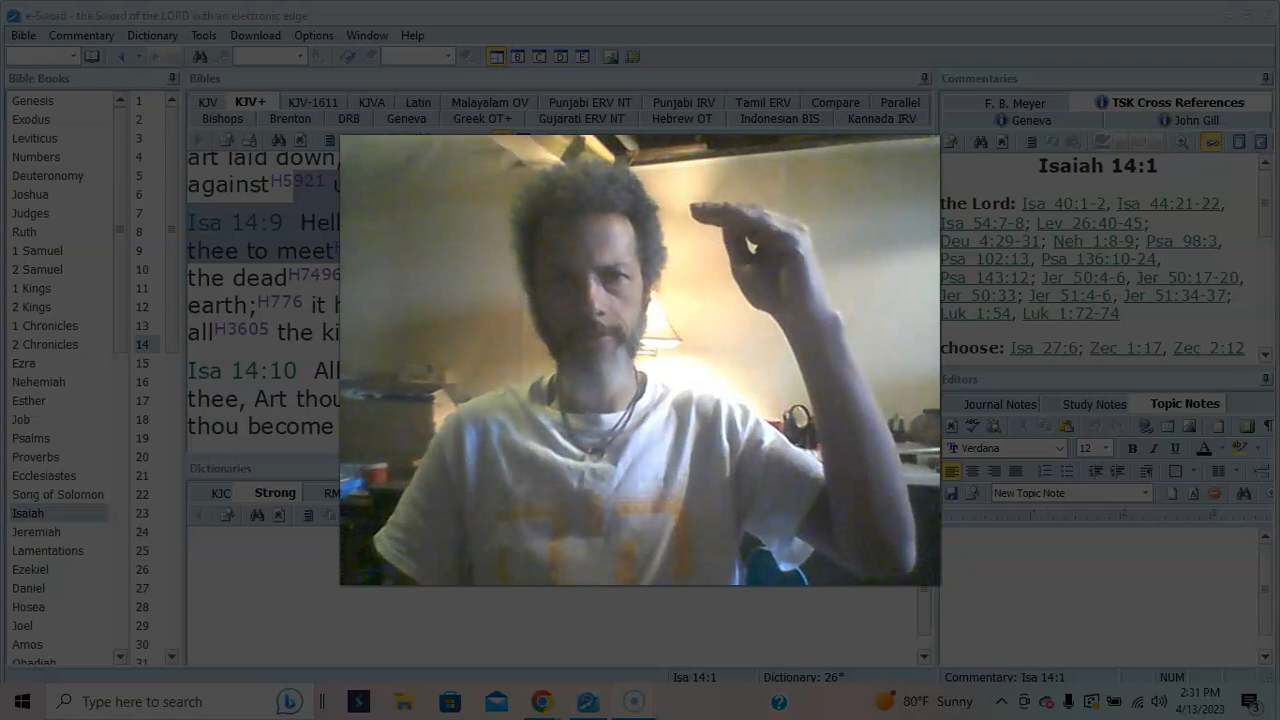 e-Sword - the Sword of the LORD with an electronic edge
Bible Commentary Dictionary Tools Download Options Window Help
B C D E
Bible Books
Genesis
Exodus
Leviticus
Numbers
Deuteronomy
Joshua
Judges
Ruth
1 Samuel
2 Samuel
1 Kings
2 Kings
1 Chronicles
2 Chronicles
Ezra
Nehemiah
Esther
Job
Psalms
Proverbs
Ecclesiastes
Song of Solomon
Isaiah
Jeremiah
Lamentations
Ezekiel
Daniel
Hosea
Joel
Amos
Obadiah
1
2
3
4
5
6
7
8
9
10
11
12
13
14
15
16
17
18
19
20
21
22
23
24
25
26
27
28
29
30
31
Bibles
KJV KJV+ KJV-1611 KJVA Latin Malayalam OV Punjabi ERV NT Punjabi IRV Tamil ERV Compare Parallel
Bishops Brenton DRB Geneva Greek OT+ Gujarati ERV NT Hebrew OT Indonesian BIS Kannada IRV
art laid down,
against H5921
Isa 14:9 Hell
thee to meet
the dead H7496
earth; H776 it
all H3605 the
Isa 14:10 All
thee, Art thou
thou become
Dictionaries
KJC Strong
Commentaries
F. B. Meyer TSK Cross References
Geneva John Gill
Isaiah 14:1
the Lord: Isa 40:1-2, Isa 44:21-22,
Isa 54:7-8; Lev 26:40-45;
Deu 4:29-31; Neh 1:8-9; Psa 98:3,
Psa 102:13, Psa 136:10-24,
Psa 143:12; Jer 50:4-6, Jer 50:17-20,
Jer 50:33; Jer 51:4-6, Jer 51:34-37;
Luk 1:54, Luk 1:72-74
choose: Isa 27:6; Zec 1:17, Zec 2:12
Editors
Journal Notes Study Notes Topic Notes
Verdana 12 B I U A
New Topic Note
Isa 14:1 Dictionary: 26* Commentary: Isa 14:1 NUM
Type here to search
80°F Sunny
2:31 PM
4/13/2023